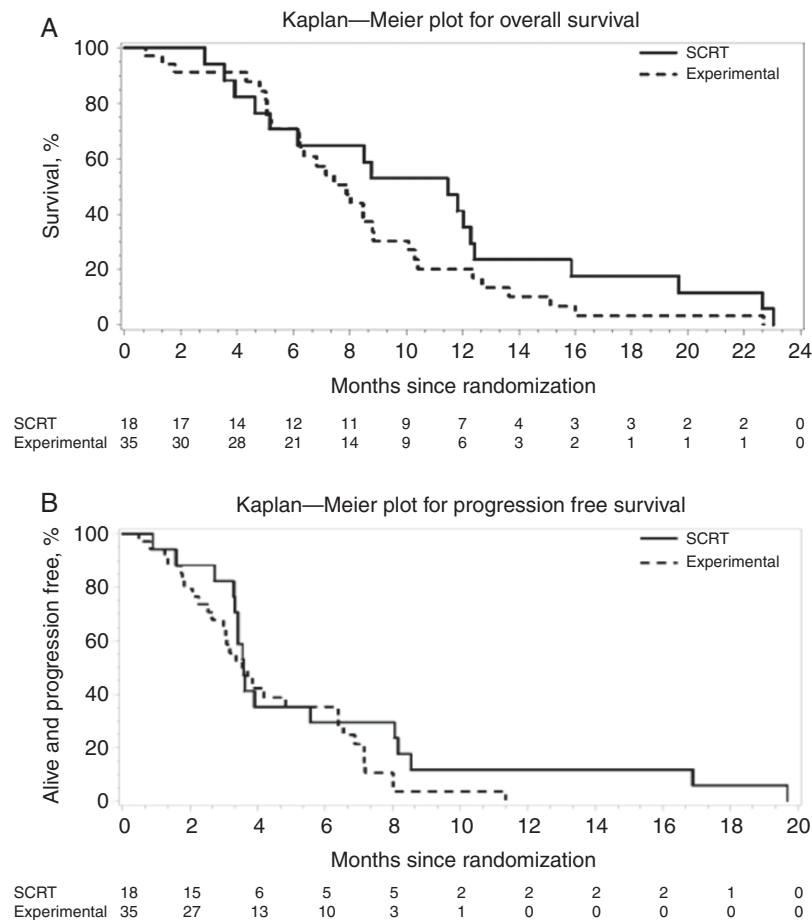 A
Kaplan—Meier plot for overall survival
100
80
60
40
20
0
Survival, %
SCRT
Experimental
0 2 4 6 8 10 12 14 16 18 20 22 24
Months since randomization
SCRT 18 17 14 12 11 9 7 4 3 3 2 2 0
Experimental 35 30 28 21 14 9 6 3 2 1 1 1 0
B
Kaplan—Meier plot for progression free survival
100
80
60
40
20
0
Alive and progression free, %
SCRT
Experimental
0 2 4 6 8 10 12 14 16 18 20
Months since randomization
SCRT 18 15 6 5 5 2 2 2 2 1 0
Experimental 35 27 13 10 3 1 0 0 0 0 0